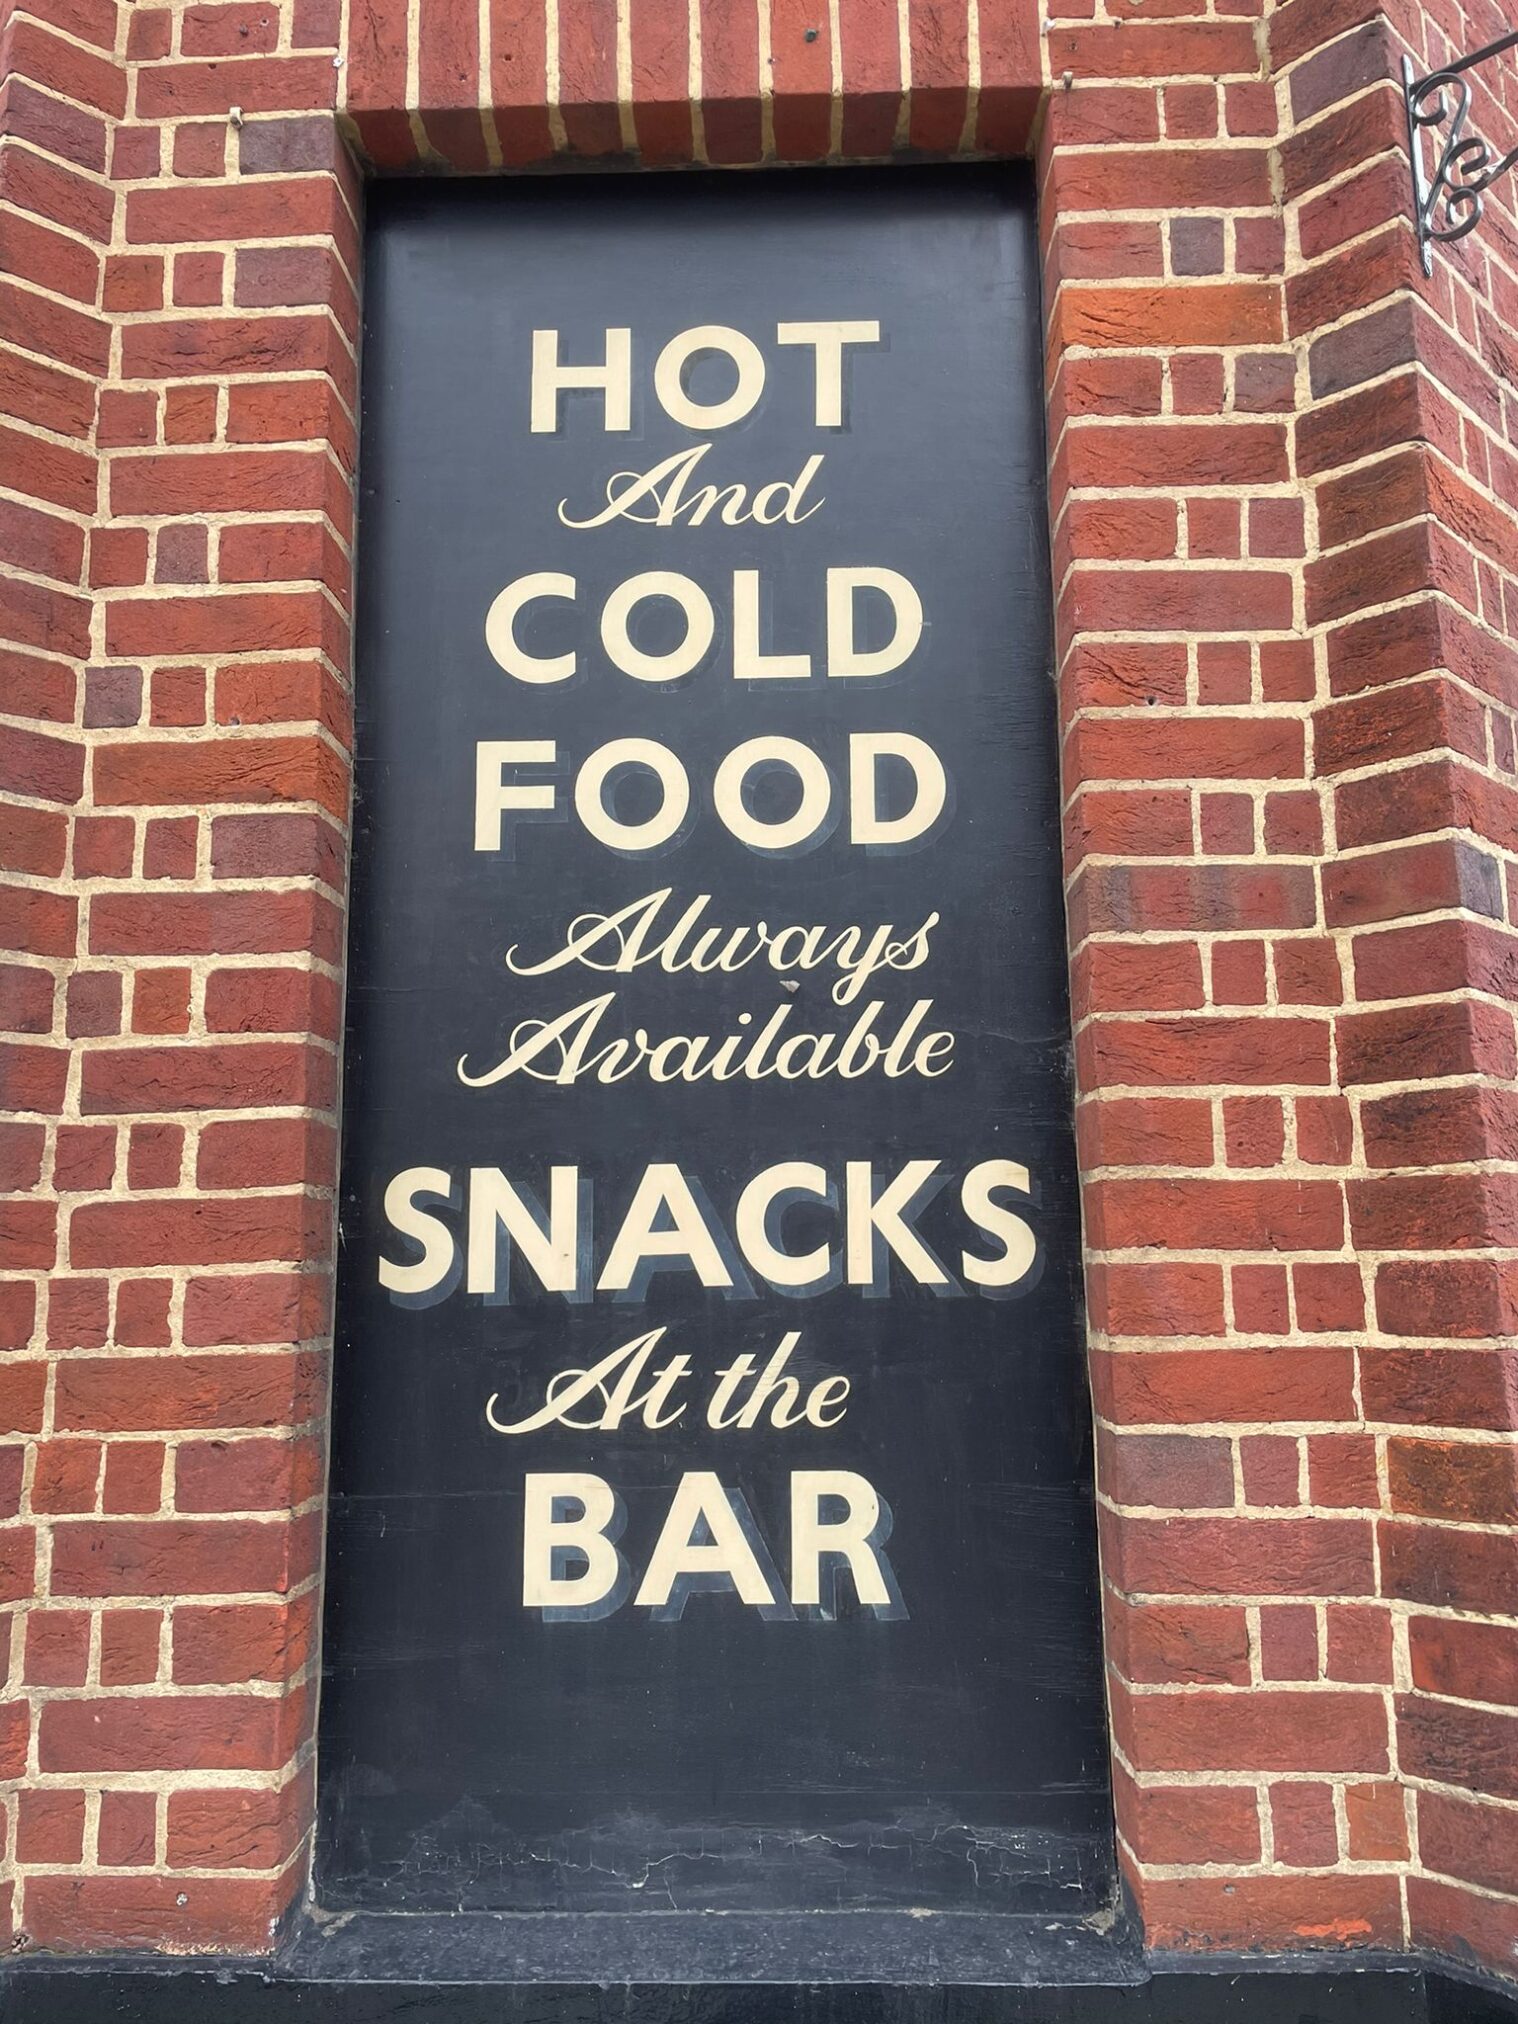 HOT
And
COLD
FOOD
Always
Available
SNACKS
At the
BAR